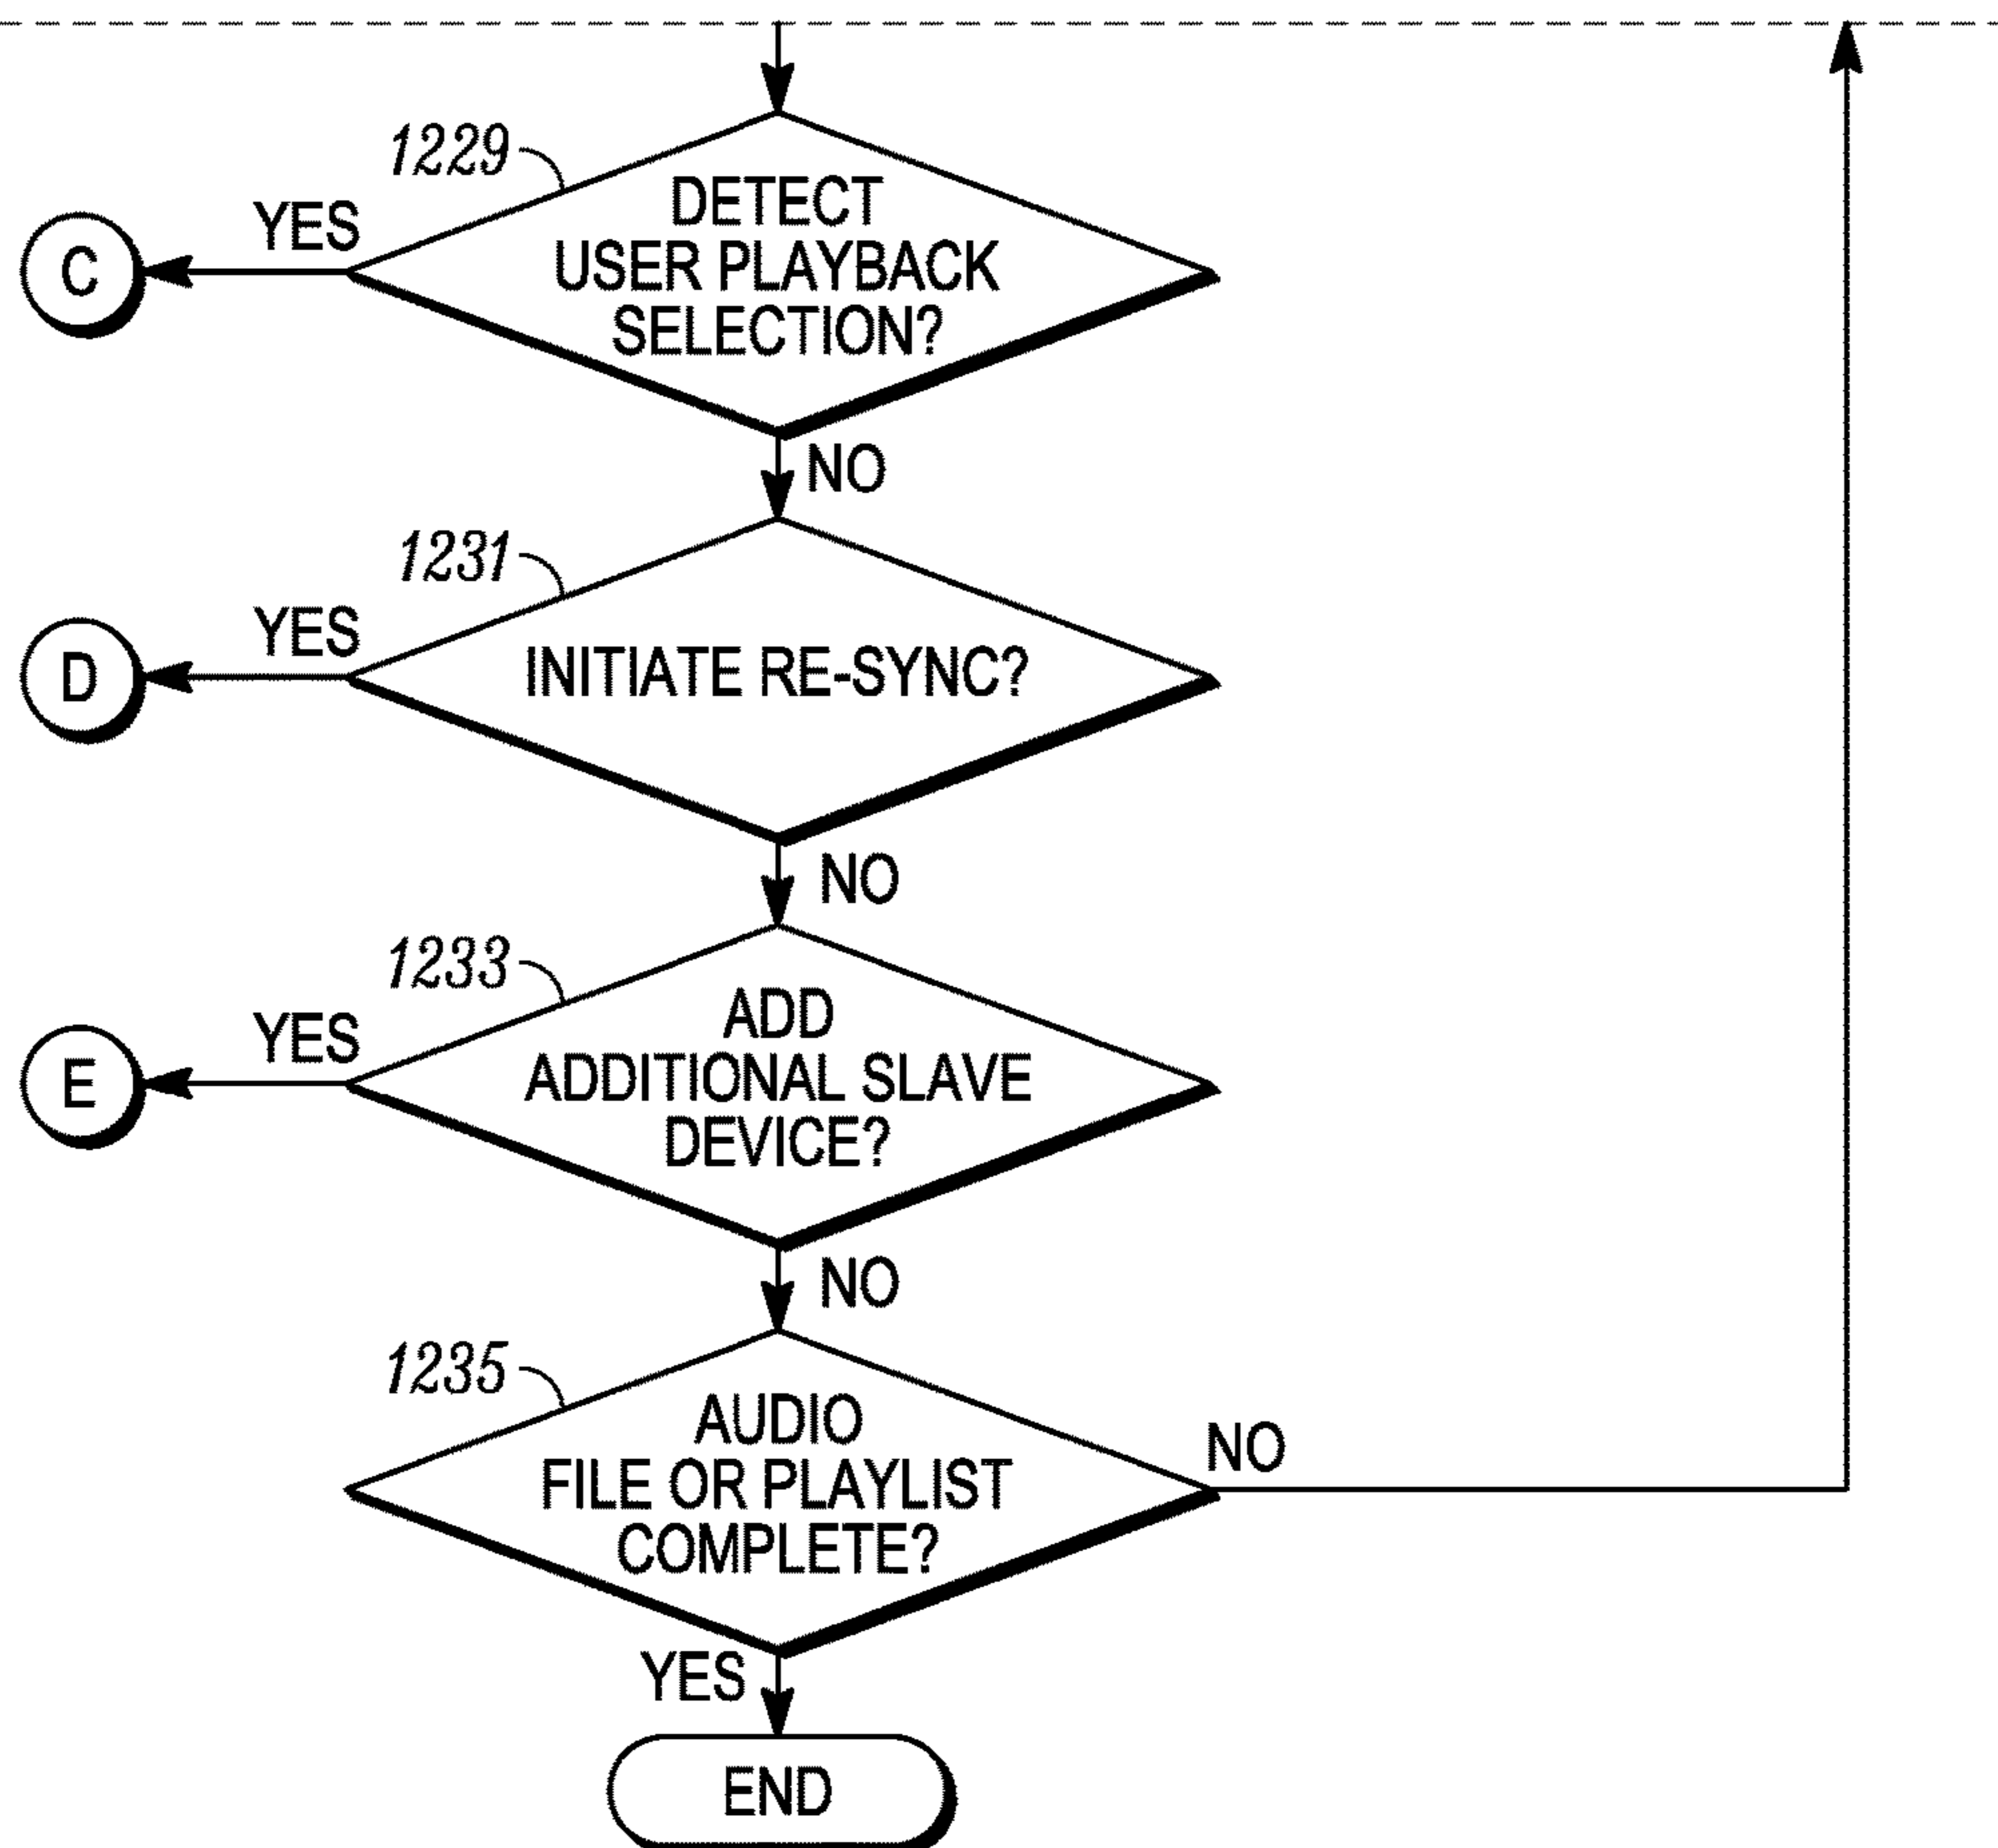 1229
YES
DETECT
USER PLAYBACK
SELECTION?
C
NO
1231
YES
INITIATE RE-SYNC?
D
NO
1233
YES
ADD
ADDITIONAL SLAVE
DEVICE?
E
NO
1235
AUDIO
FILE OR PLAYLIST
COMPLETE?
NO
YES
END